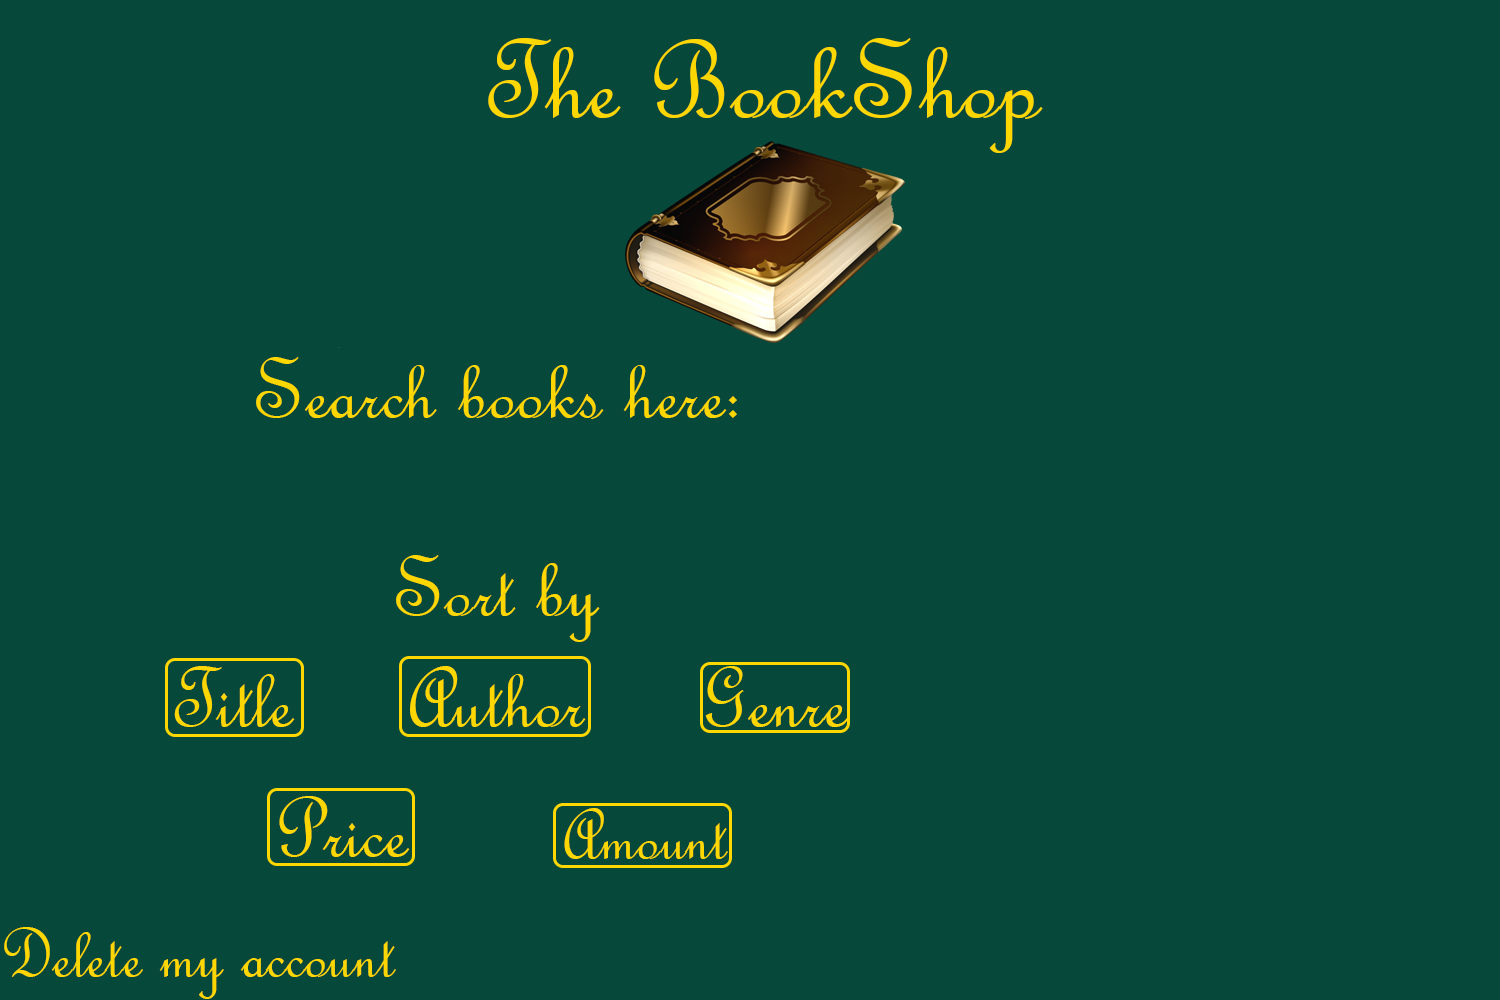 The BookShop
Search books here:
Sort by
Title Author Genre
Price Amount
Delete my account